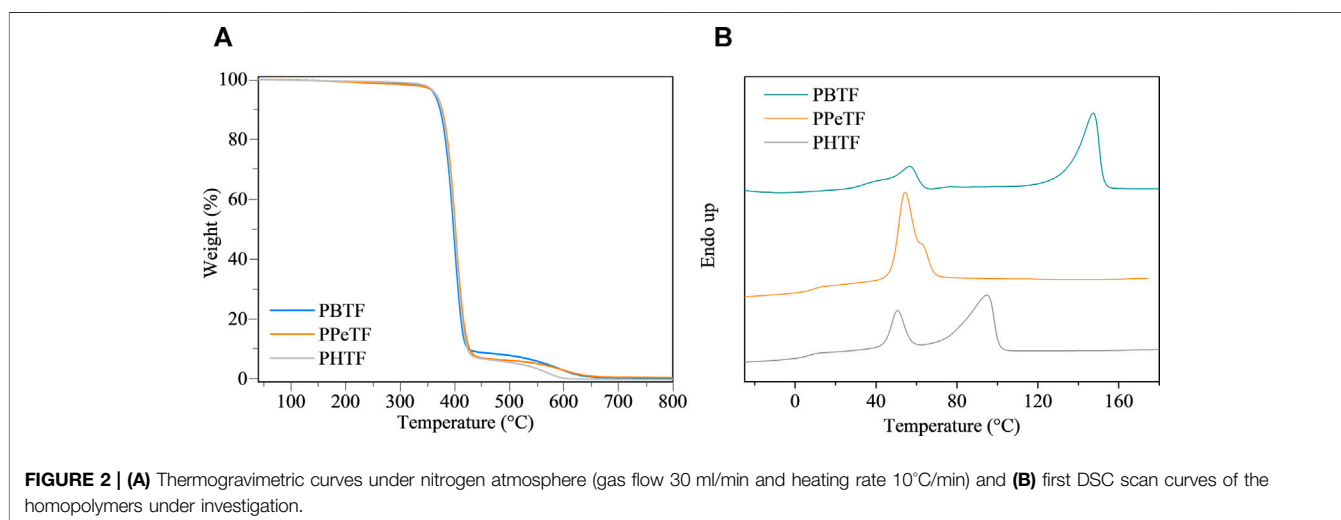 A
B
100
80
60
40
20
0
Weight (%)
PBTF
PPeTF
PHTF
100 200 300 400 500 600 700 800
Temperature (°C)
PBTF
PPeTF
PHTF
Endo up
0 40 80 120 160
Temperature (°C)
FIGURE 2 | (A) Thermogravimetric curves under nitrogen atmosphere (gas flow 30 ml/min and heating rate 10°C/min) and (B) first DSC scan curves of the
homopolymers under investigation.